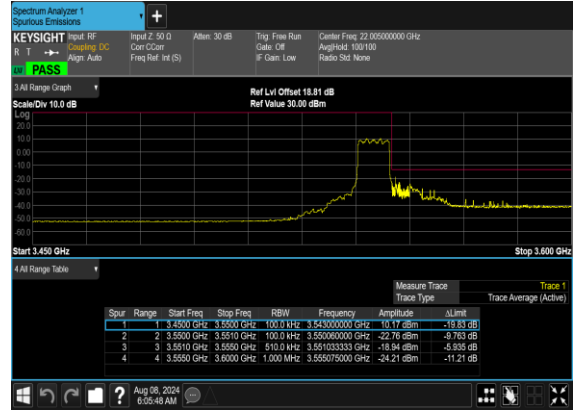 Spectrum Analyzer 1
Spurious Emissions
KEYSIGHT Input: RF Input Z: 50 Ω Atten: 30 dB Trig: Free Run Center Freq: 22.005000000 GHz
R T Coupling: DC Corr CCorr Gate: Off Avg|Hold: 100/100
Align: Auto Freq Ref: Int (S) IF Gain: Low Radio Std: None
PASS
3 All Range Graph
Ref Lvl Offset 18.81 dB
Scale/Div 10.0 dB Ref Value 30.00 dBm
Log
20.0
10.0
0.00
-10.0
-20.0
-30.0
-40.0
-50.0
-60.0
Start 3.450 GHz Stop 3.600 GHz
4 All Range Table
Measure Trace Trace 1
Trace Type Trace Average (Active)
Spur Range Start Freq Stop Freq RBW Frequency Amplitude ΔLimit
1 1 3.4500 GHz 3.5500 GHz 100.0 kHz 3.543000000 GHz 10.17 dBm -19.83 dB
2 2 3.5500 GHz 3.5510 GHz 100.0 kHz 3.550060000 GHz -22.76 dBm -9.763 dB
3 3 3.5510 GHz 3.5550 GHz 510.0 kHz 3.551033333 GHz -18.94 dBm -5.935 dB
4 4 3.5550 GHz 3.6000 GHz 1.000 MHz 3.555075000 GHz -24.21 dBm -11.21 dB
? Aug 08, 2024
6:05:48 AM